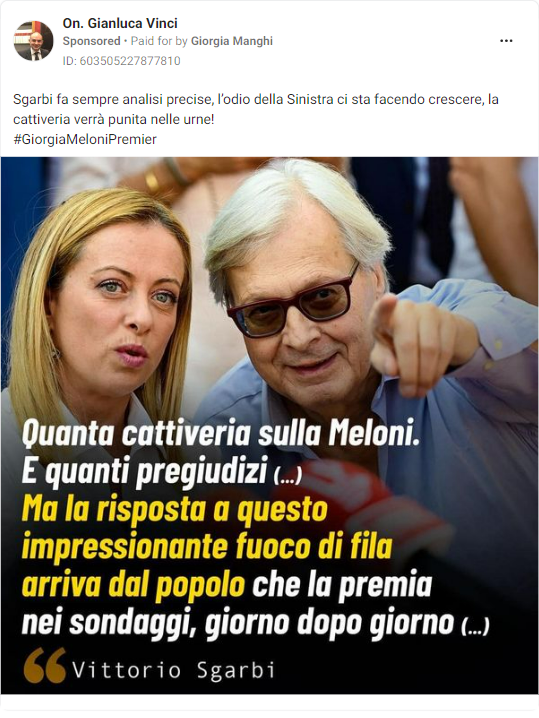 On. Gianluca Vinci
Sponsored • Paid for by Giorgia Manghi
ID: 603505227877810
Sgarbi fa sempre analisi precise, l'odio della Sinistra ci sta facendo crescere, la
cattiveria verrà punita nelle urne!
#GiorgiaMeloniPremier
Quanta cattiveria sulla Meloni.
E quanti pregiudizi (...)
Ma la risposta a questo
impressionante fuoco di fila
arriva dal popolo che la premia
nei sondaggi, giorno dopo giorno (...)
Vittorio Sgarbi